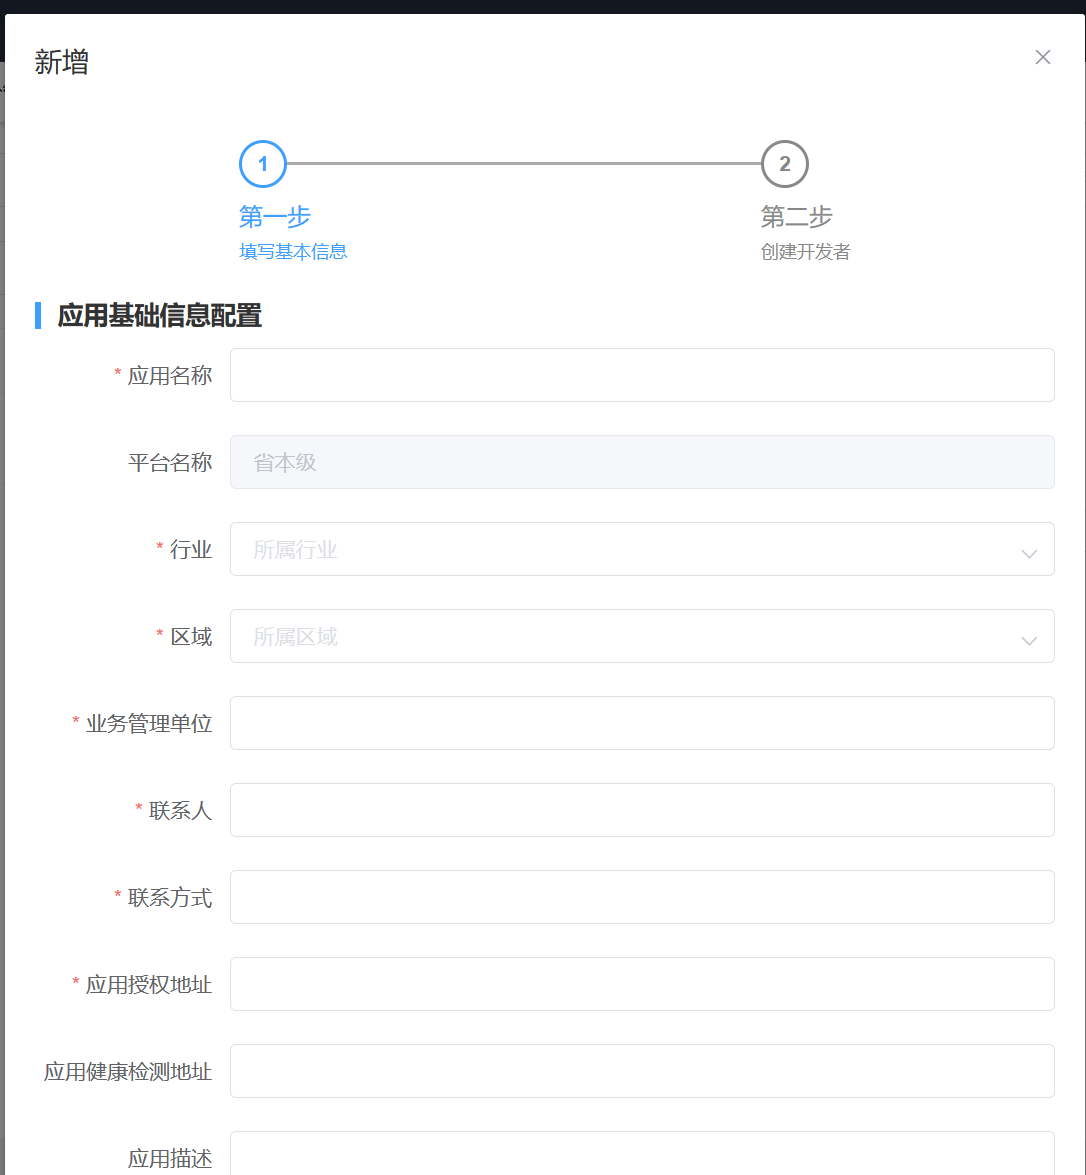 新增
1
2
第一步
第二步
填写基本信息
创建开发者
应用基础信息配置
* 应用名称
平台名称 省本级
* 行业 所属行业
* 区域 所属区域
* 业务管理单位
* 联系人
* 联系方式
* 应用授权地址
应用健康检测地址
应用描述